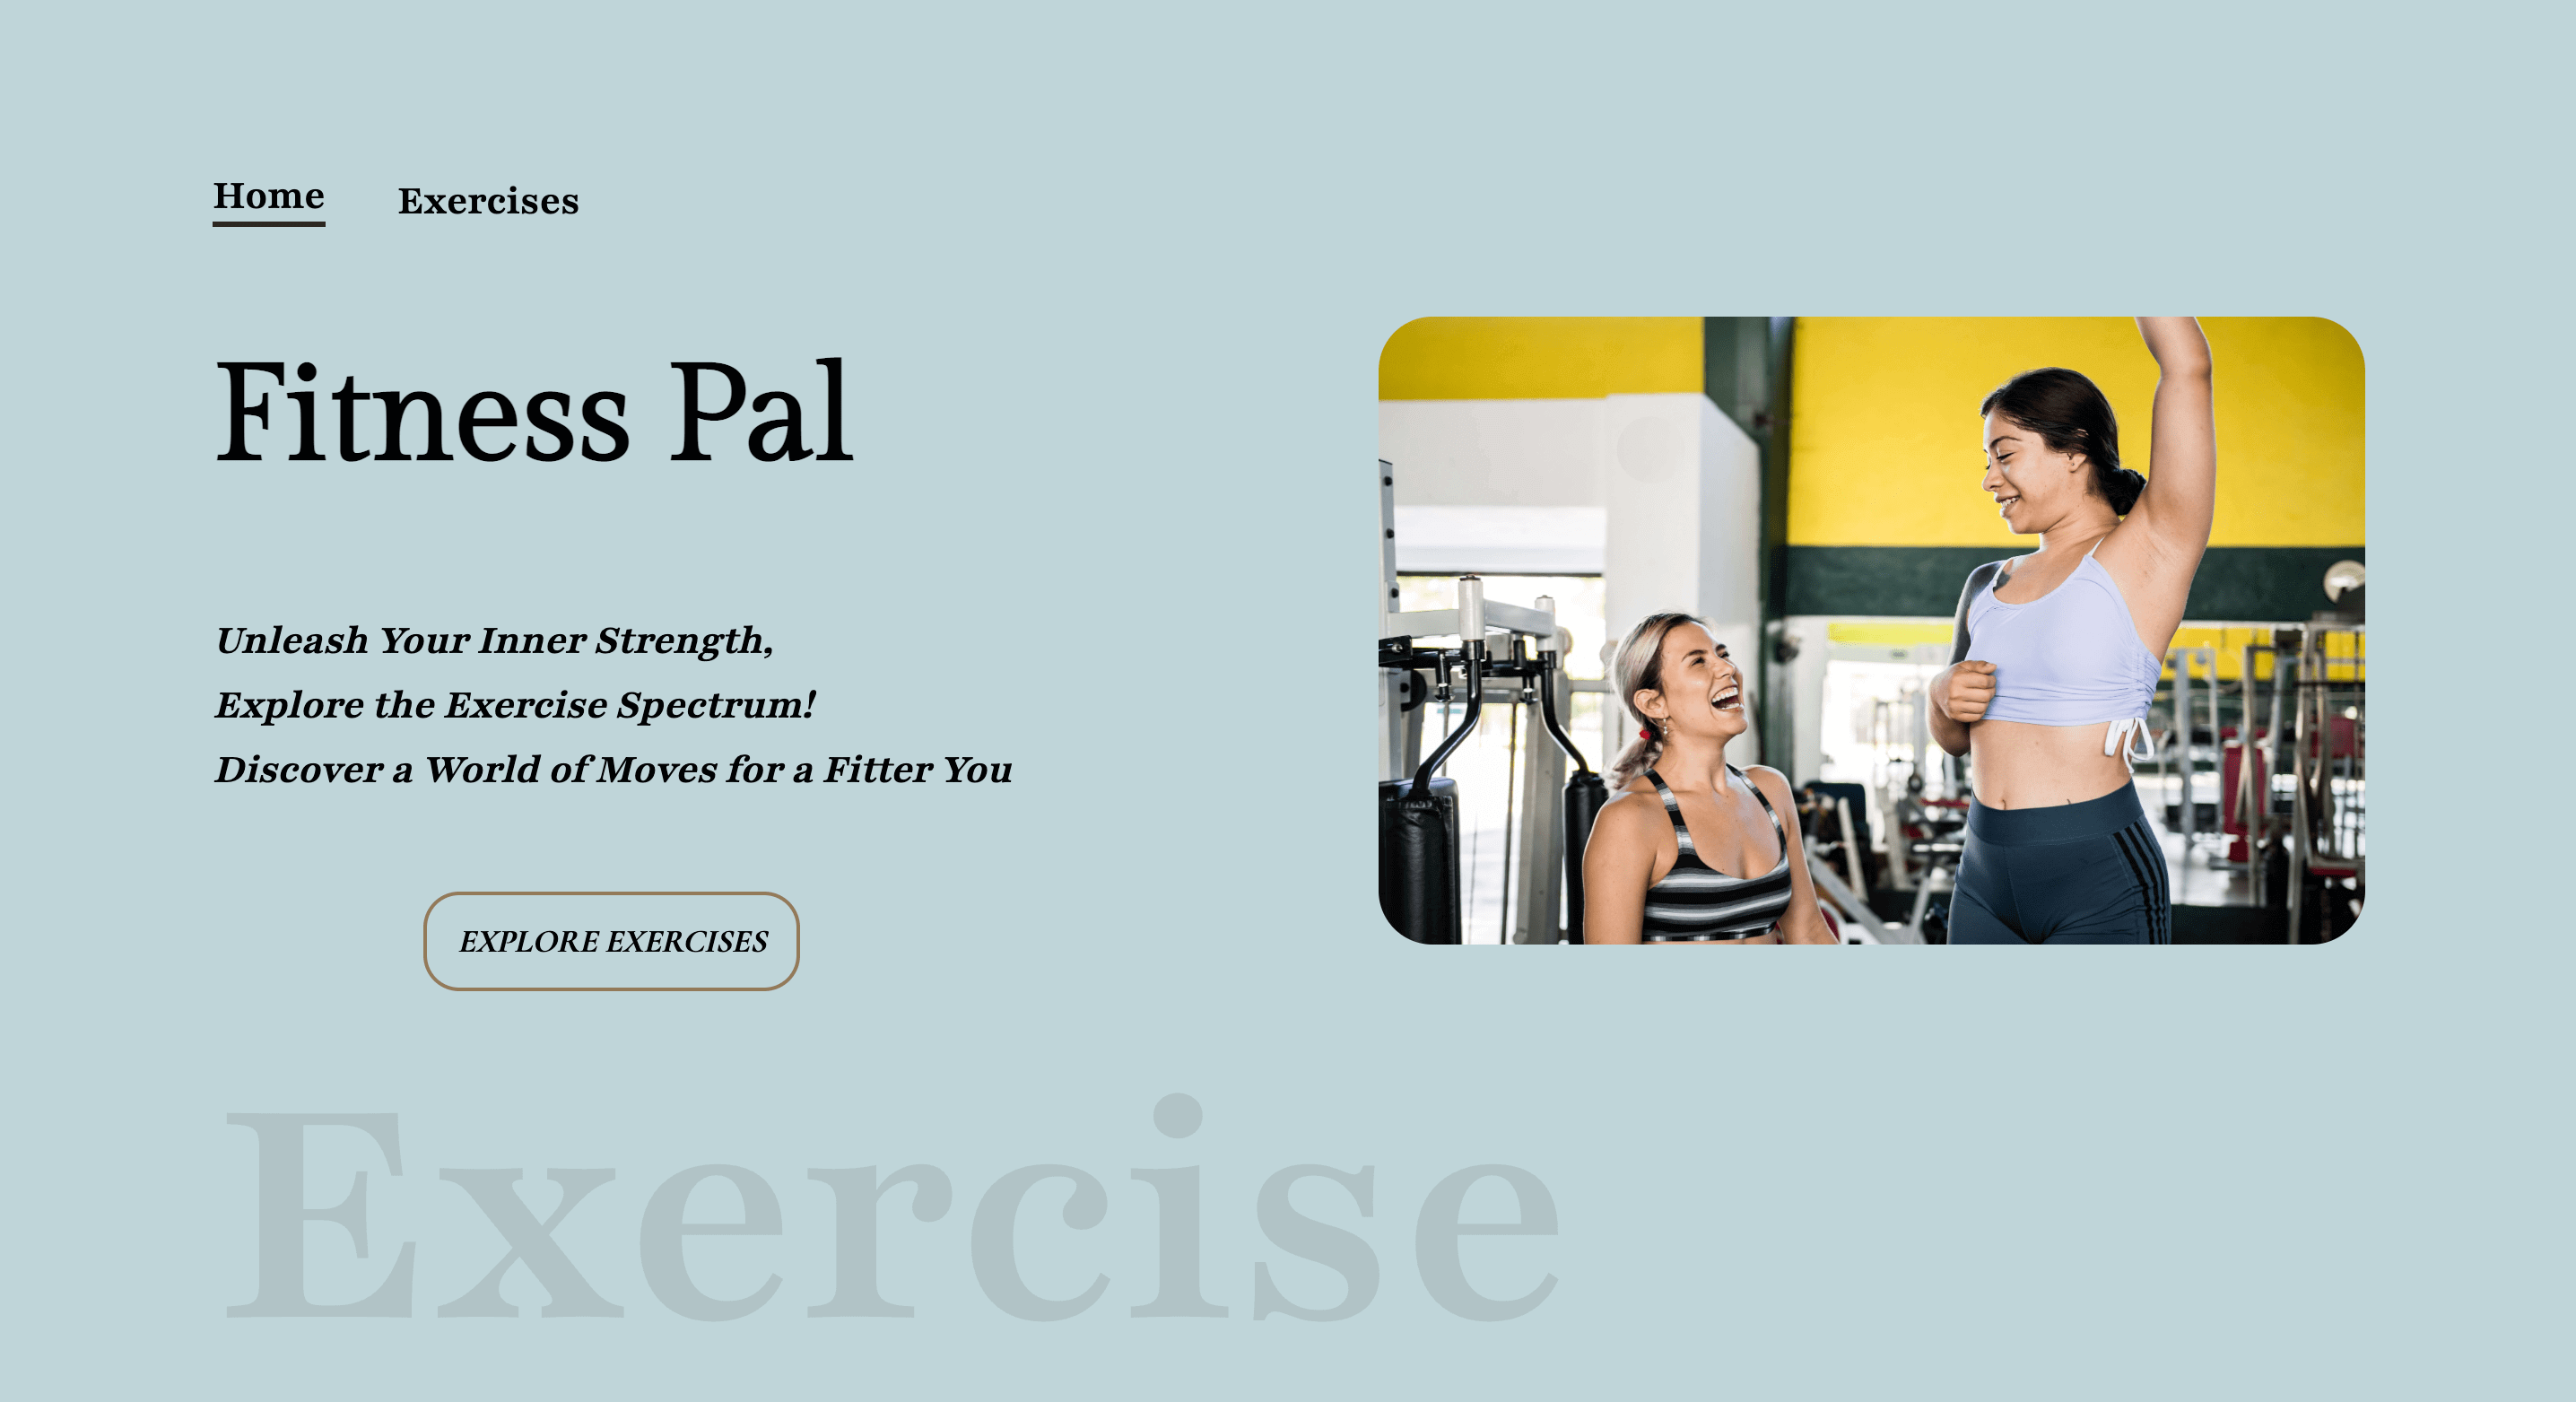 Home Exercises
Fitness Pal
Unleash Your Inner Strength,
Explore the Exercise Spectrum!
Discover a World of Moves for a Fitter You
EXPLORE EXERCISES
Exercise